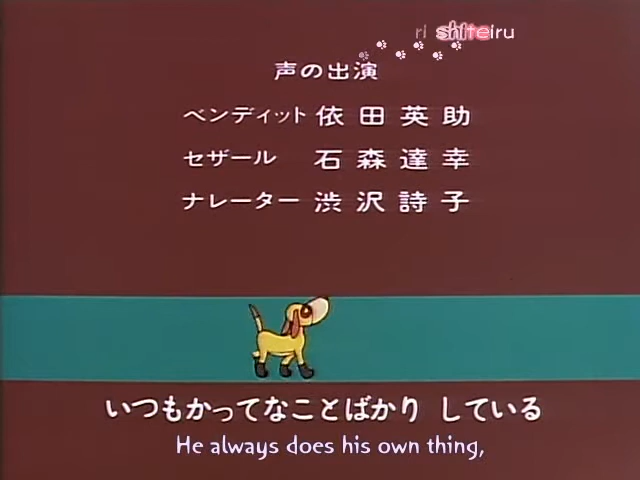 ri shiteiru
声の出演
ベンディット 依田英助
セザール 石森達幸
ナレーター 渋沢詩子
いつもかってなことばかり している
He always does his own thing,